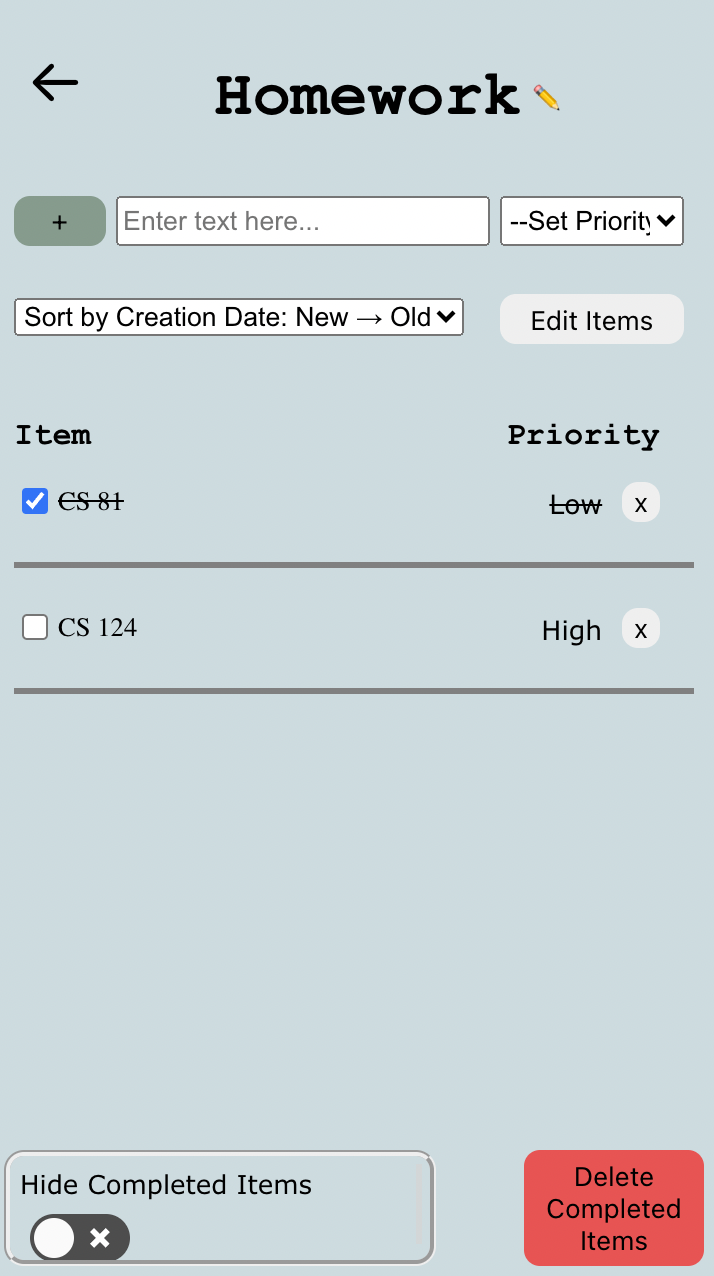 Homework
+
Enter text here...
--Set Priority
Sort by Creation Date: New → Old
Edit Items
Item Priority
CS 81 Low x
CS 124 High x
Hide Completed Items
Delete
Completed
Items